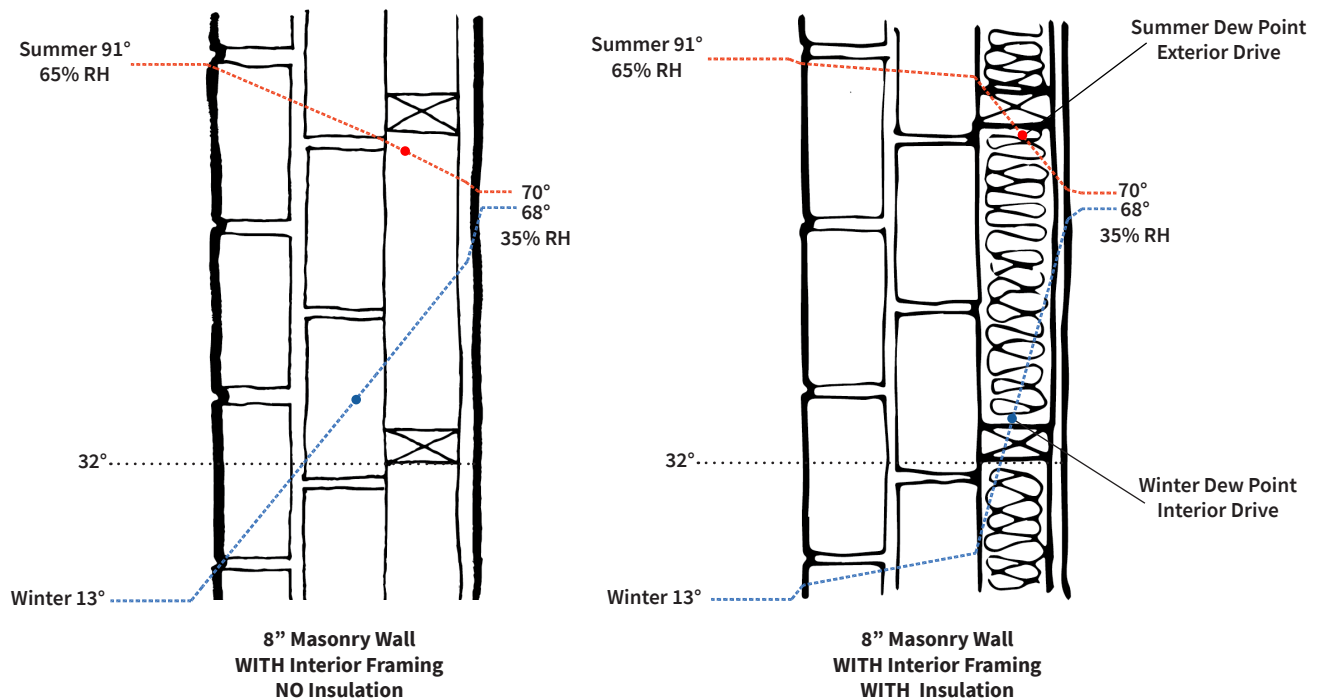 Summer 91°
65% RH
70°
68°
35% RH
32°
Winter 13°
8” Masonry Wall
WITH Interior Framing
NO Insulation
Summer 91°
65% RH
Summer Dew Point
Exterior Drive
70°
68°
35% RH
32°
Winter Dew Point
Interior Drive
Winter 13°
8” Masonry Wall
WITH Interior Framing
WITH Insulation